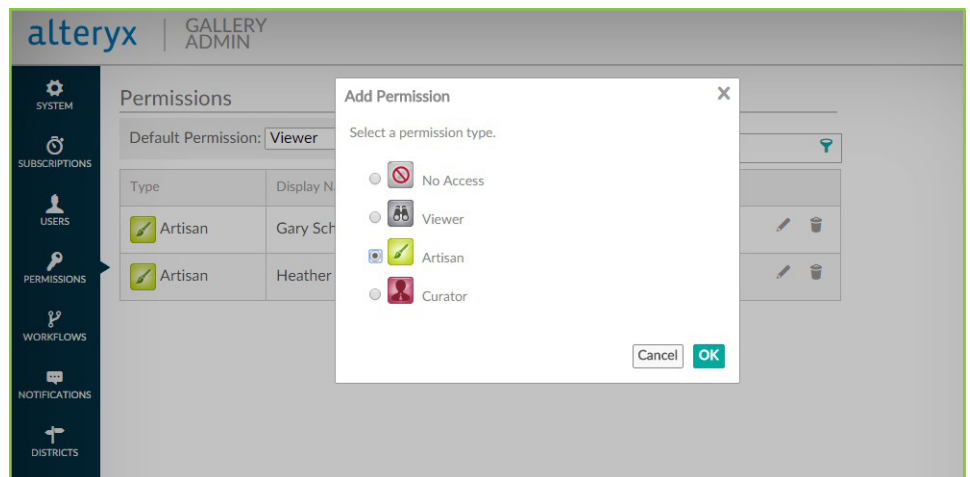 alteryx
GALLERY
ADMIN
SYSTEM
SUBSCRIPTIONS
USERS
PERMISSIONS
WORKFLOWS
NOTIFICATIONS
DISTRICTS
Permissions
Default Permission: Viewer
Type Display N
Artisan Gary Sch
Artisan Heather
Add Permission X
Select a permission type.
No Access
Viewer
Artisan
Curator
Cancel OK